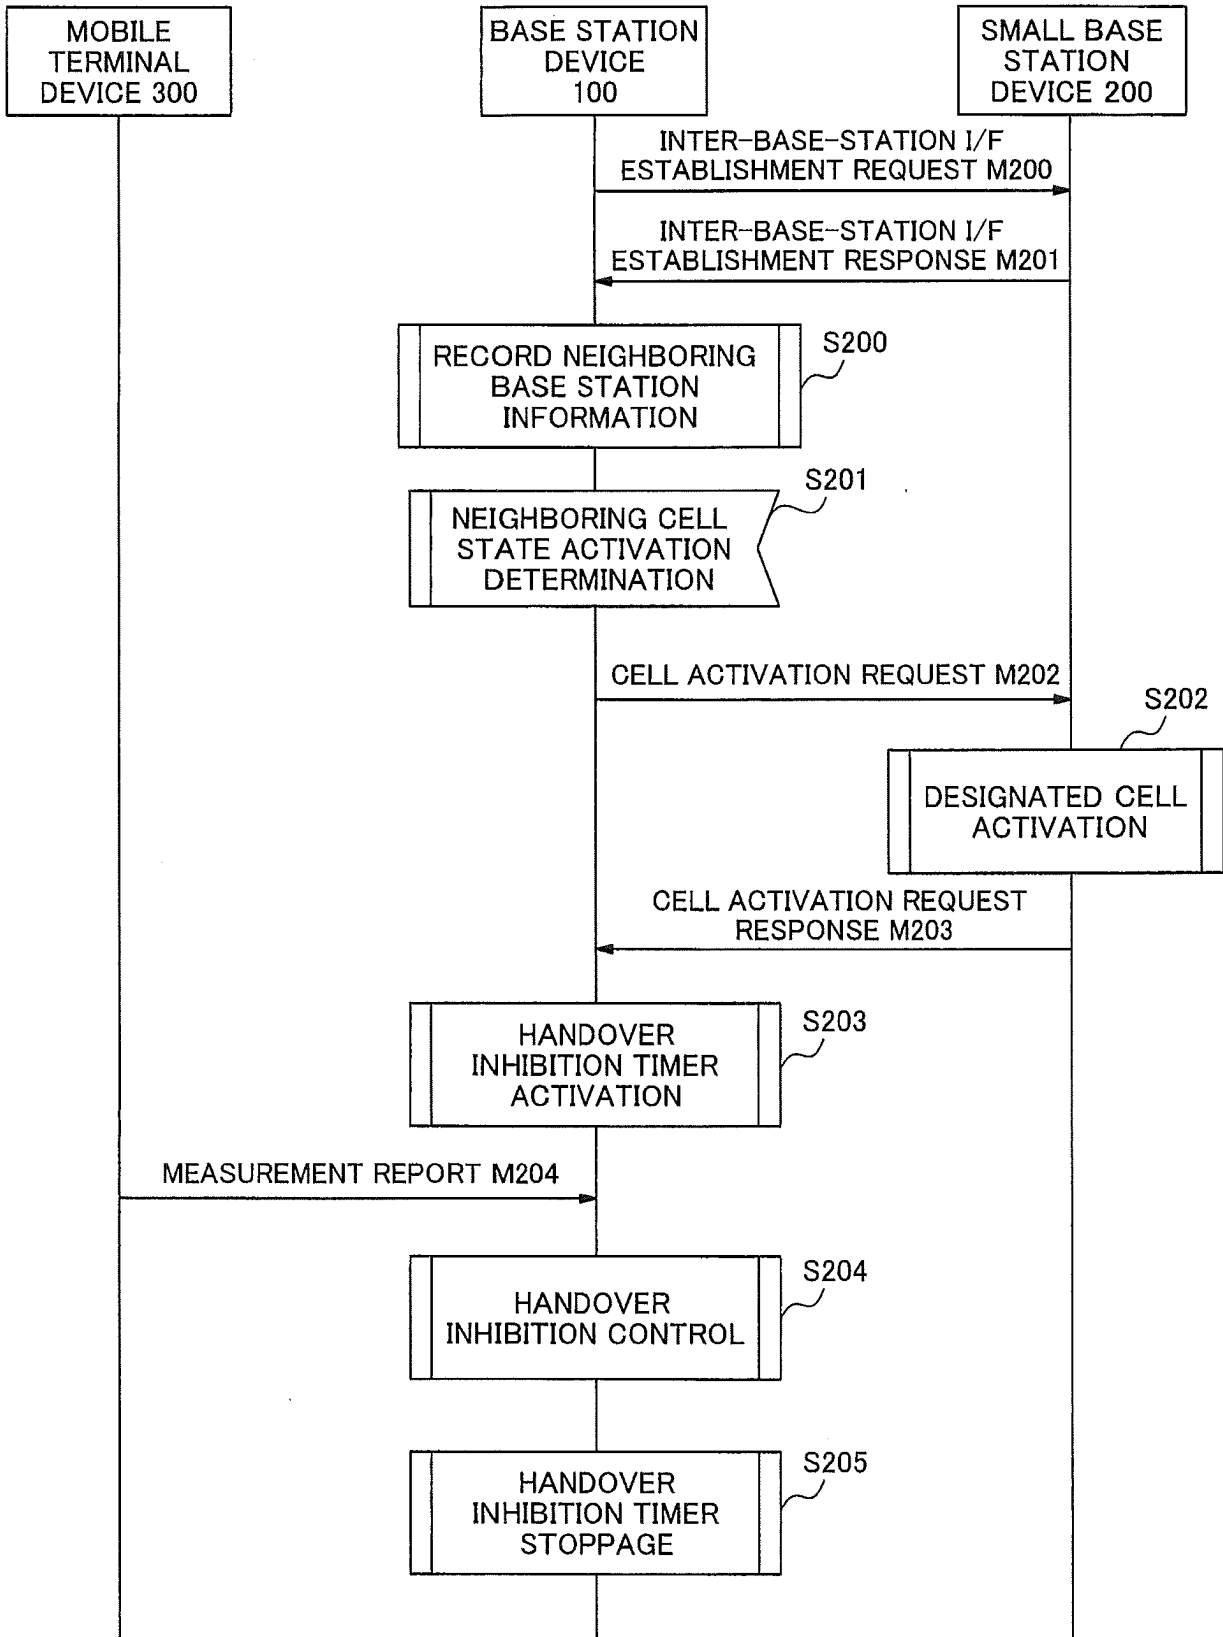 MOBILE
TERMINAL
DEVICE 300
BASE STATION
DEVICE
100
SMALL BASE
STATION
DEVICE 200
INTER-BASE-STATION I/F
ESTABLISHMENT REQUEST M200
INTER-BASE-STATION I/F
ESTABLISHMENT RESPONSE M201
S200
RECORD NEIGHBORING
BASE STATION
INFORMATION
S201
NEIGHBORING CELL
STATE ACTIVATION
DETERMINATION
CELL ACTIVATION REQUEST M202
S202
DESIGNATED CELL
ACTIVATION
CELL ACTIVATION REQUEST
RESPONSE M203
S203
HANDOVER
INHIBITION TIMER
ACTIVATION
MEASUREMENT REPORT M204
S204
HANDOVER
INHIBITION CONTROL
S205
HANDOVER
INHIBITION TIMER
STOPPAGE